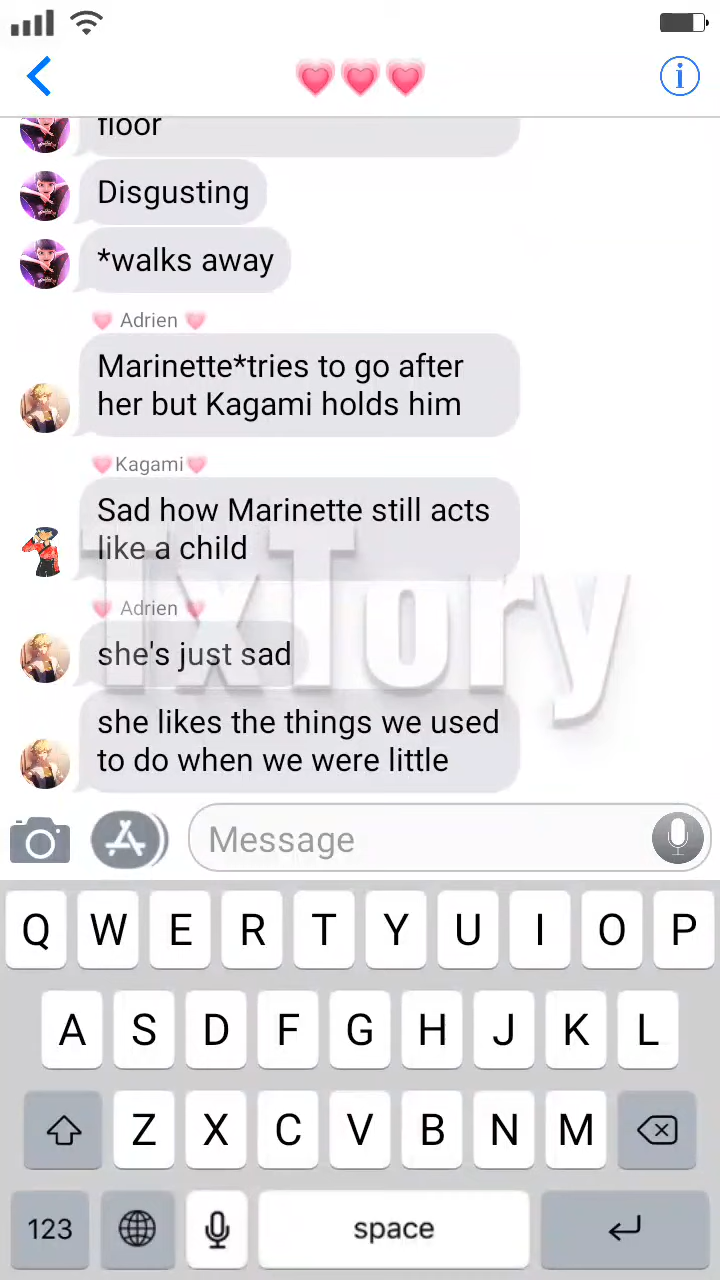 floor
Disgusting
*walks away
💗 Adrien 💗
Marinette*tries to go after
her but Kagami holds him
💗Kagami💗
Sad how Marinette still acts
like a child
💗 Adrien 💗
she's just sad
she likes the things we used
to do when we were little
TxTory
Message
Q W E R T Y U I O P
A S D F G H J K L
Z X C V B N M
123 space